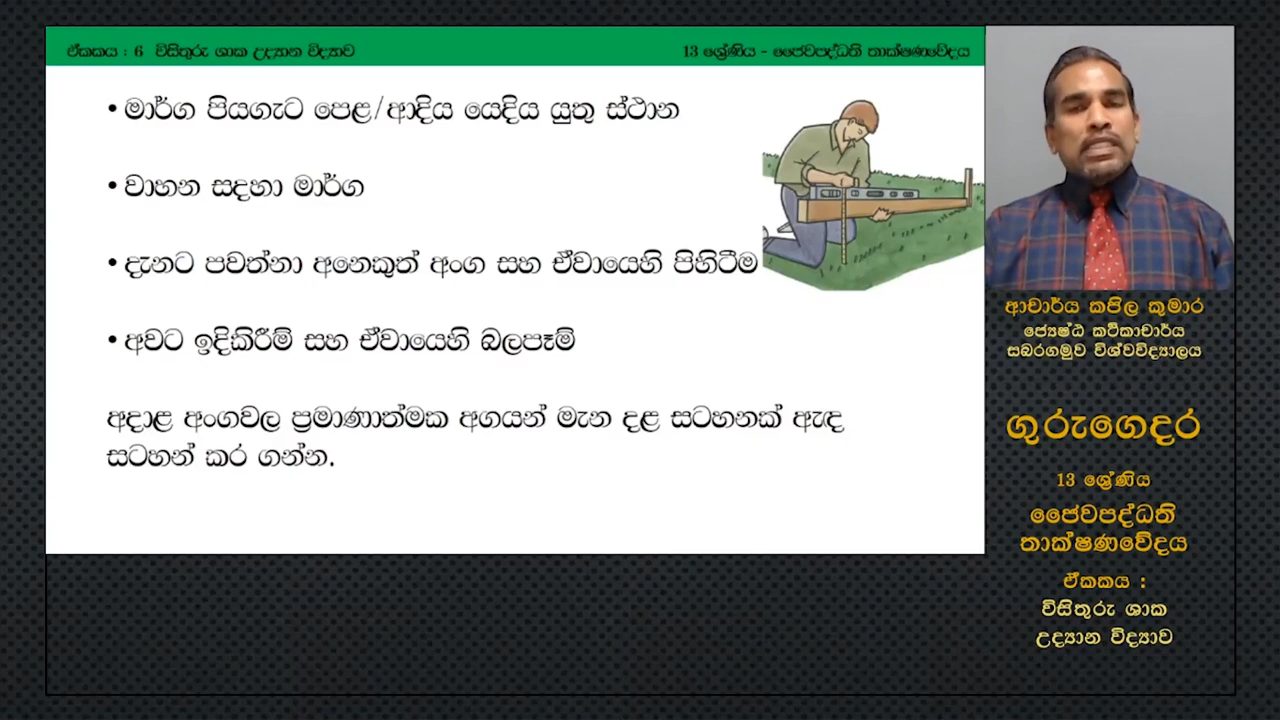 ඒකකය : 6 විසිතුරු ශාක උද්‍යාන විද්‍යාව
13 ශ්‍රේණිය - ජෛවපද්ධති තාක්ෂණවේදය
• මාර්ග පියගැට පෙළ/ආදිය යෙදිය යුතු ස්ථාන
• වාහන සදහා මාර්ග
• දැනට පවත්නා අනෙකුත් අංග සහ ඒවායෙහි පිහිටීම
• අවට ඉදිකිරීම් සහ ඒවායෙහි බලපෑම්
අදාළ අංගවල ප්‍රමාණාත්මක අගයන් මැන දළ සටහනක් ඇඳ
සටහන් කර ගන්න.
ආචාර්ය කපිල කුමාර
ජ්‍යෙෂ්ඨ කථිකාචාර්ය
සබරගමුව විශ්වවිද්‍යාලය
ගුරුගෙදර
13 ශ්‍රේණිය
ජෛවපද්ධති
තාක්ෂණවේදය
ඒකකය :
විසිතුරු ශාක
උද්‍යාන විද්‍යාව